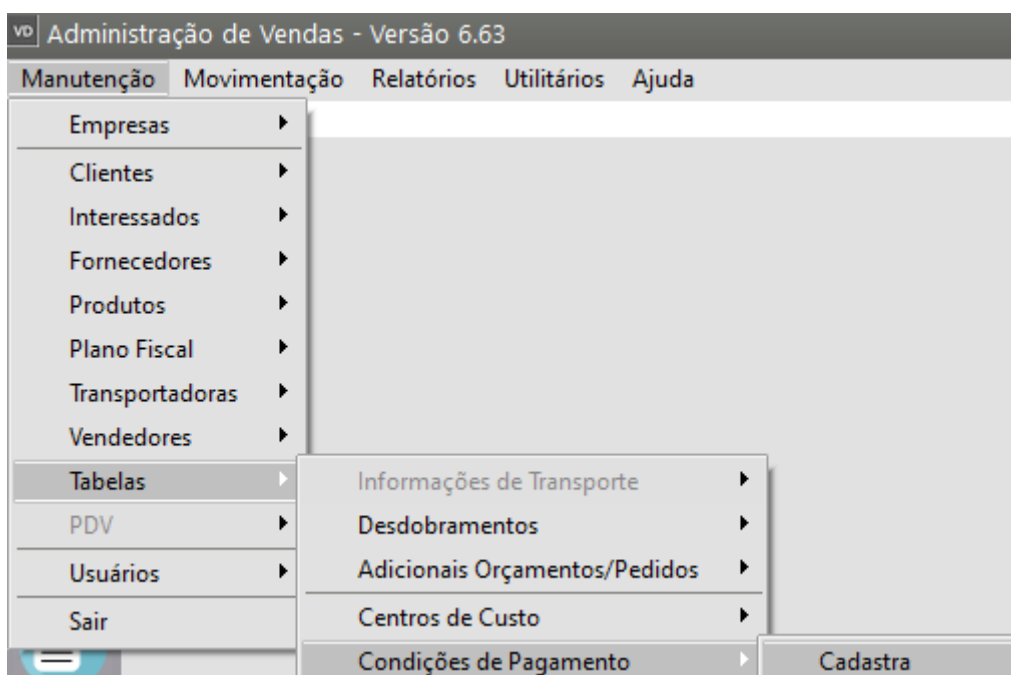 VD Administração de Vendas - Versão 6.63
Manutenção Movimentação Relatórios Utilitários Ajuda
Empresas
Clientes
Interessados
Fornecedores
Produtos
Plano Fiscal
Transportadoras
Vendedores
Tabelas
PDV
Usuários
Sair
Informações de Transporte
Desdobramentos
Adicionais Orçamentos/Pedidos
Centros de Custo
Condições de Pagamento
Cadastra